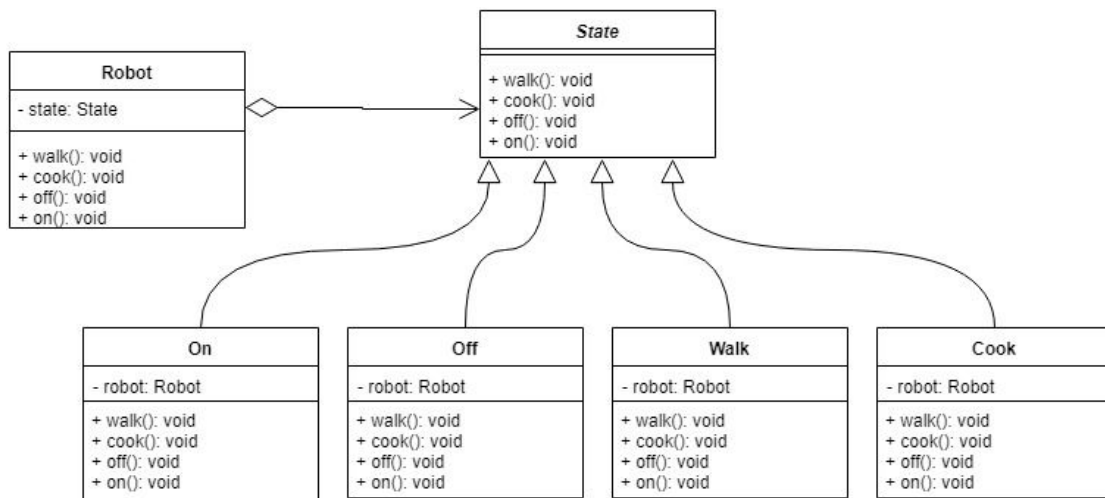 State
+ walk(): void
+ cook(): void
+ off(): void
+ on(): void
Robot
- state: State
+ walk(): void
+ cook(): void
+ off(): void
+ on(): void
On
- robot: Robot
+ walk(): void
+ cook(): void
+ off(): void
+ on(): void
Off
- robot: Robot
+ walk(): void
+ cook(): void
+ off(): void
+ on(): void
Walk
- robot: Robot
+ walk(): void
+ cook(): void
+ off(): void
+ on(): void
Cook
- robot: Robot
+ walk(): void
+ cook(): void
+ off(): void
+ on(): void